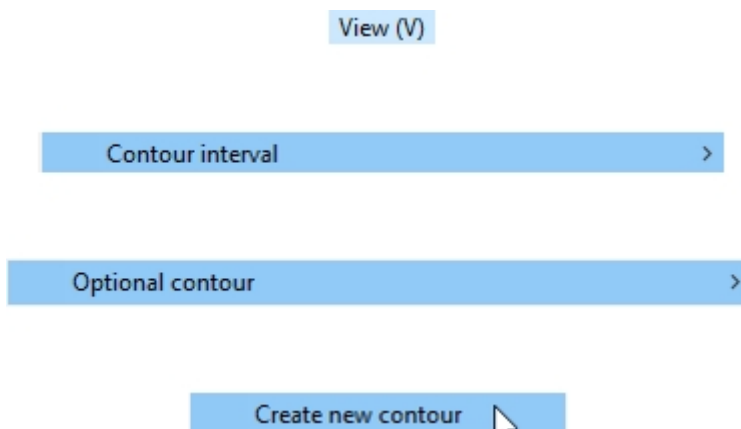 View (V)
Contour interval
Optional contour
Create new contour